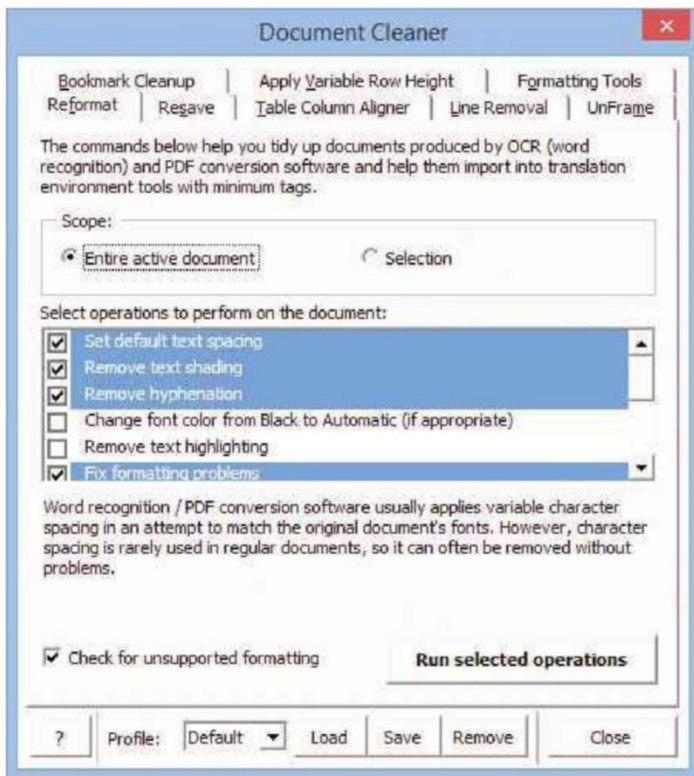 Document Cleaner
Bookmark Cleanup Apply Variable Row Height Formatting Tools
Reformat Resave Table Column Aligner Line Removal UnFrame
The commands below help you tidy up documents produced by OCR (word
recognition) and PDF conversion software and help them import into translation
environment tools with minimum tags.
Scope:
Entire active document Selection
Select operations to perform on the document:
Set default text spacing
Remove text shading
Remove hyphenation
Change font color from Black to Automatic (if appropriate)
Remove text highlighting
Fix formatting problems
Word recognition / PDF conversion software usually applies variable character
spacing in an attempt to match the original document's fonts. However, character
spacing is rarely used in regular documents, so it can often be removed without
problems.
Check for unsupported formatting Run selected operations
? Profile: Default Load Save Remove Close